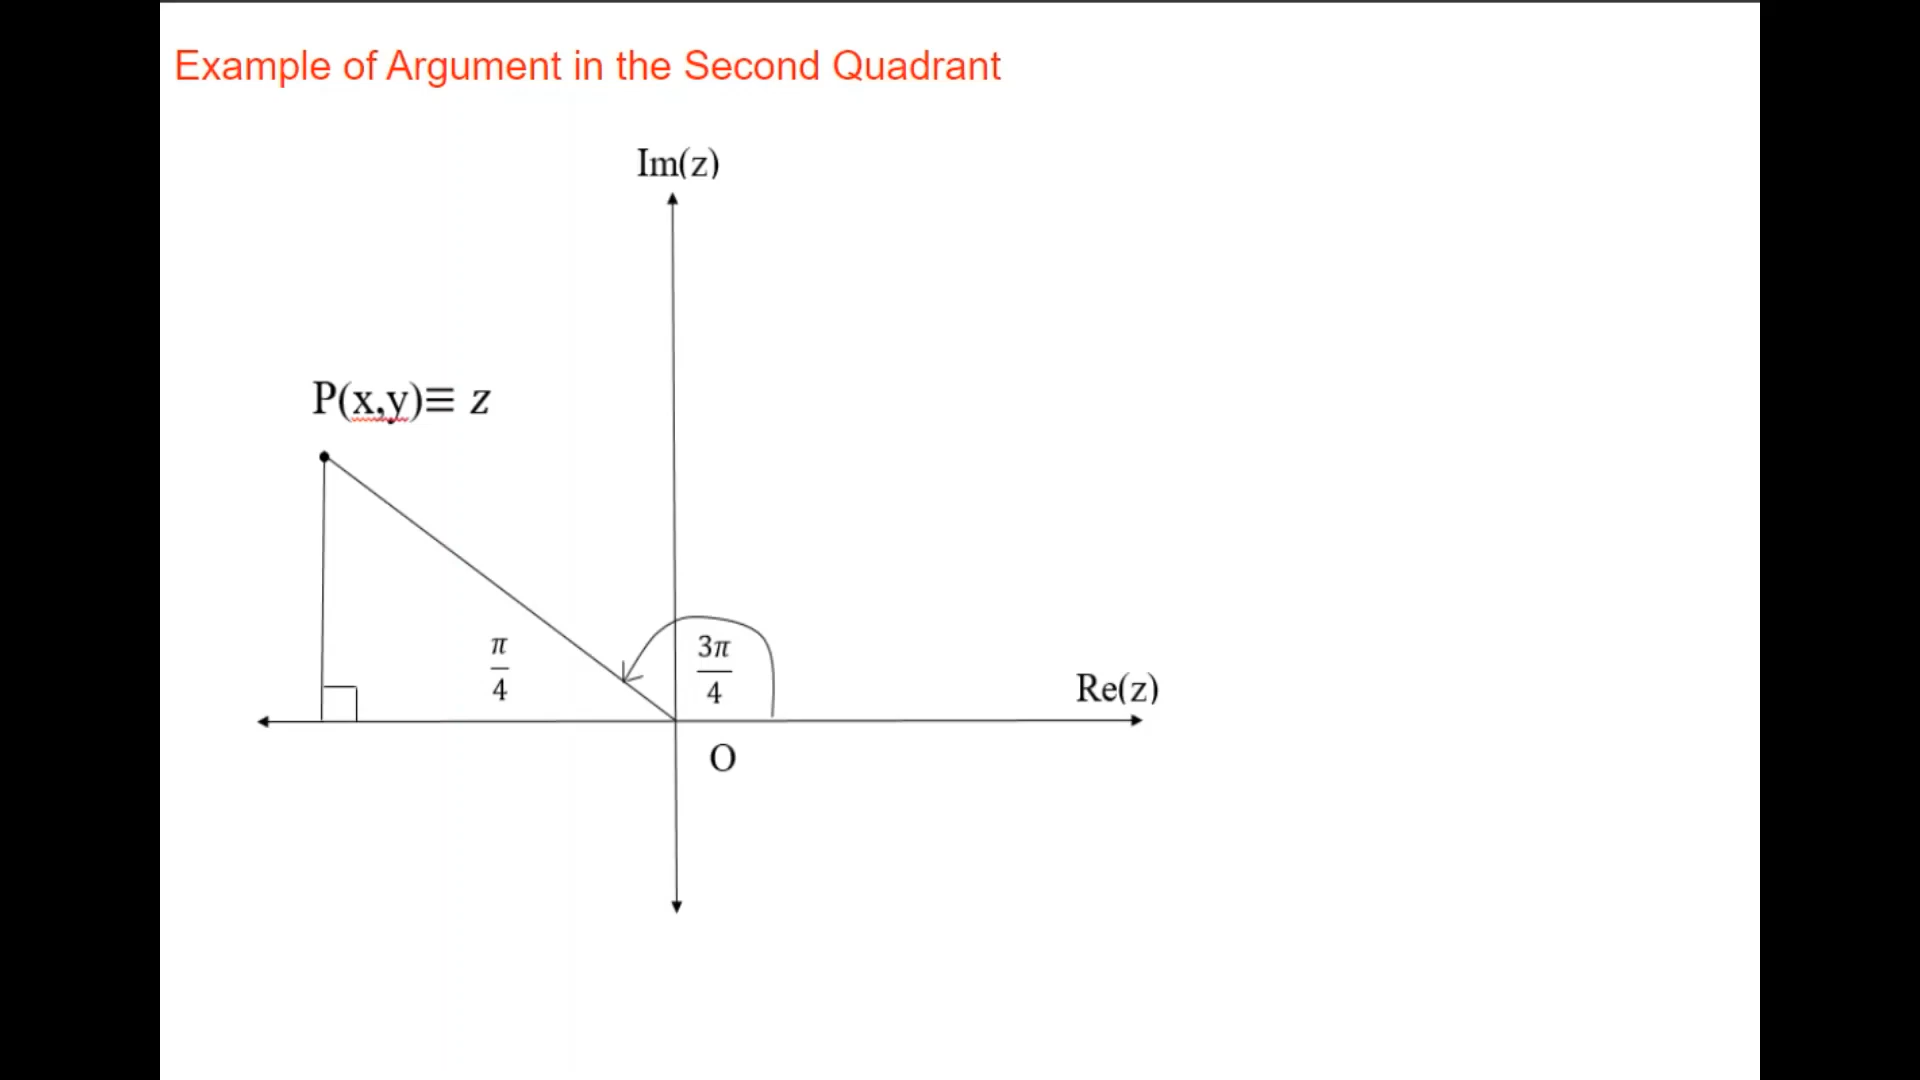 Example of Argument in the Second Quadrant
Im(z)
P(x,y)≡ z
π
4
3π
4
Re(z)
O